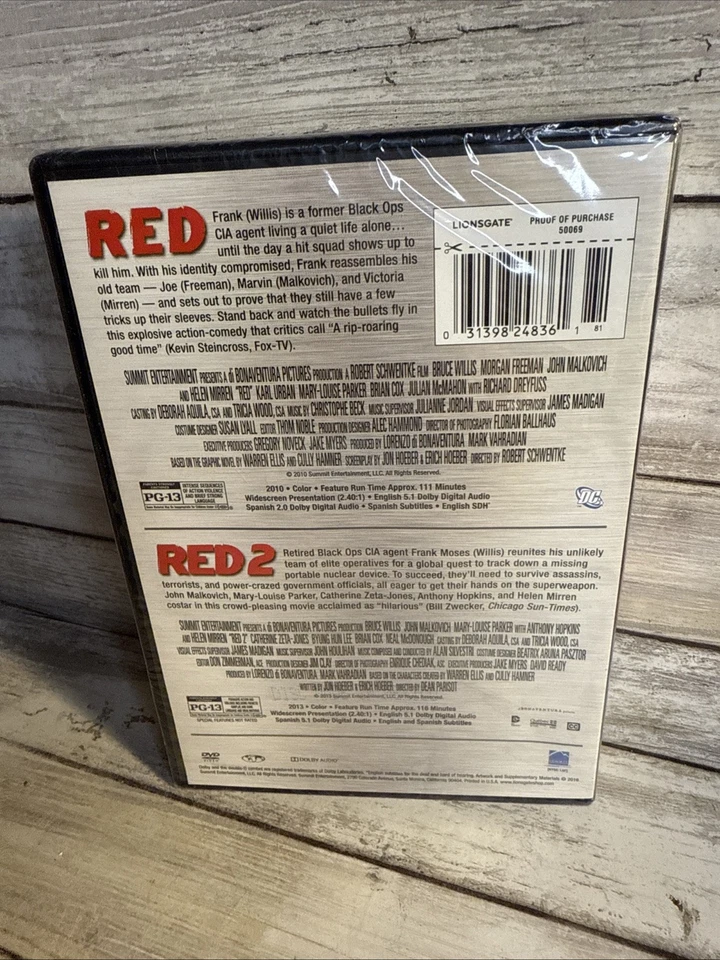 RED
Frank (Willis) is a former Black Ops
CIA agent living a quiet life alone…
until the day a hit squad shows up to
kill him. With his identity compromised, Frank reassembles his
old team — Joe (Freeman), Marvin (Malkovich), and Victoria
(Mirren) — and sets out to prove that they still have a few
tricks up their sleeves. Stand back and watch the bullets fly in
this explosive action-comedy that critics call “A rip-roaring
good time” (Kevin Steincross, Fox-TV).
LIONSGATE PROOF OF PURCHASE
50069
0 31398 24836 1 81
SUMMIT ENTERTAINMENT PRESENTS A di BONAVENTURA PICTURES PRODUCTION A ROBERT SCHWENTKE FILM BRUCE WILLIS MORGAN FREEMAN JOHN MALKOVICH
AND HELEN MIRREN "RED" KARL URBAN MARY-LOUISE PARKER BRIAN COX JULIAN McMAHON WITH RICHARD DREYFUSS
CASTING BY DEBORAH AQUILA, CSA AND TRICIA WOOD, CSA MUSIC BY CHRISTOPHE BECK MUSIC SUPERVISOR JULIANNE JORDAN VISUAL EFFECTS SUPERVISOR JAMES MADIGAN
COSTUME DESIGNER SUSAN LYALL EDITOR THOM NOBLE PRODUCTION DESIGNER ALEC HAMMOND DIRECTOR OF PHOTOGRAPHY FLORIAN BALLHAUS
EXECUTIVE PRODUCERS GREGORY NOVECK JAKE MYERS PRODUCED BY LORENZO di BONAVENTURA MARK VAHRADIAN
BASED ON THE GRAPHIC NOVEL BY WARREN ELLIS AND CULLY HAMNER SCREENPLAY BY JON HOEBER & ERICH HOEBER DIRECTED BY ROBERT SCHWENTKE
© 2010 Summit Entertainment, LLC. All Rights Reserved.
PG-13
INTENSE SEQUENCES
OF ACTION VIOLENCE
AND BRIEF STRONG
LANGUAGE
2010 • Color • Feature Run Time Approx. 111 Minutes
Widescreen Presentation (2.40:1) • English 5.1 Dolby Digital Audio
Spanish 2.0 Dolby Digital Audio • Spanish Subtitles • English SDH*
DC
RED 2
Retired Black Ops CIA agent Frank Moses (Willis) reunites his unlikely
team of elite operatives for a global quest to track down a missing
portable nuclear device. To succeed, they'll need to survive assassins,
terrorists, and power-crazed government officials, all eager to get their hands on the superweapon.
John Malkovich, Mary-Louise Parker, Catherine Zeta-Jones, Anthony Hopkins, and Helen Mirren
costar in this crowd-pleasing movie acclaimed as “hilarious” (Bill Zwecker, Chicago Sun-Times).
SUMMIT ENTERTAINMENT PRESENTS A di BONAVENTURA PICTURES PRODUCTION BRUCE WILLIS JOHN MALKOVICH MARY-LOUISE PARKER WITH ANTHONY HOPKINS
AND HELEN MIRREN "RED 2" CATHERINE ZETA-JONES BYUNG HUN LEE BRIAN COX NEAL McDONOUGH CASTING BY DEBORAH AQUILA, CSA AND TRICIA WOOD, CSA
VISUAL EFFECTS SUPERVISOR JAMES MADIGAN MUSIC SUPERVISOR JOHN HOULIHAN MUSIC COMPOSED AND CONDUCTED BY ALAN SILVESTRI COSTUME DESIGNER BEATRIX ARUNA PASZTOR
EDITOR DON ZIMMERMAN, ACE PRODUCTION DESIGNER JIM CLAY DIRECTOR OF PHOTOGRAPHY ENRIQUE CHEDIAK, ASC EXECUTIVE PRODUCERS JAKE MYERS DAVID READY
PRODUCED BY LORENZO di BONAVENTURA MARK VAHRADIAN BASED ON THE CHARACTERS CREATED BY WARREN ELLIS AND CULLY HAMNER
WRITTEN BY JON HOEBER & ERICH HOEBER DIRECTED BY DEAN PARISOT
© 2013 Summit Entertainment, LLC. All Rights Reserved.
PG-13
SPECIAL FEATURES NOT RATED
2013 • Color • Feature Run Time Approx. 116 Minutes
Widescreen Presentation (2.40:1) • English 5.1 Dolby Digital Audio
Spanish 5.1 Dolby Digital Audio • English and Spanish Subtitles
DVD
VIDEO
DOLBY AUDIO